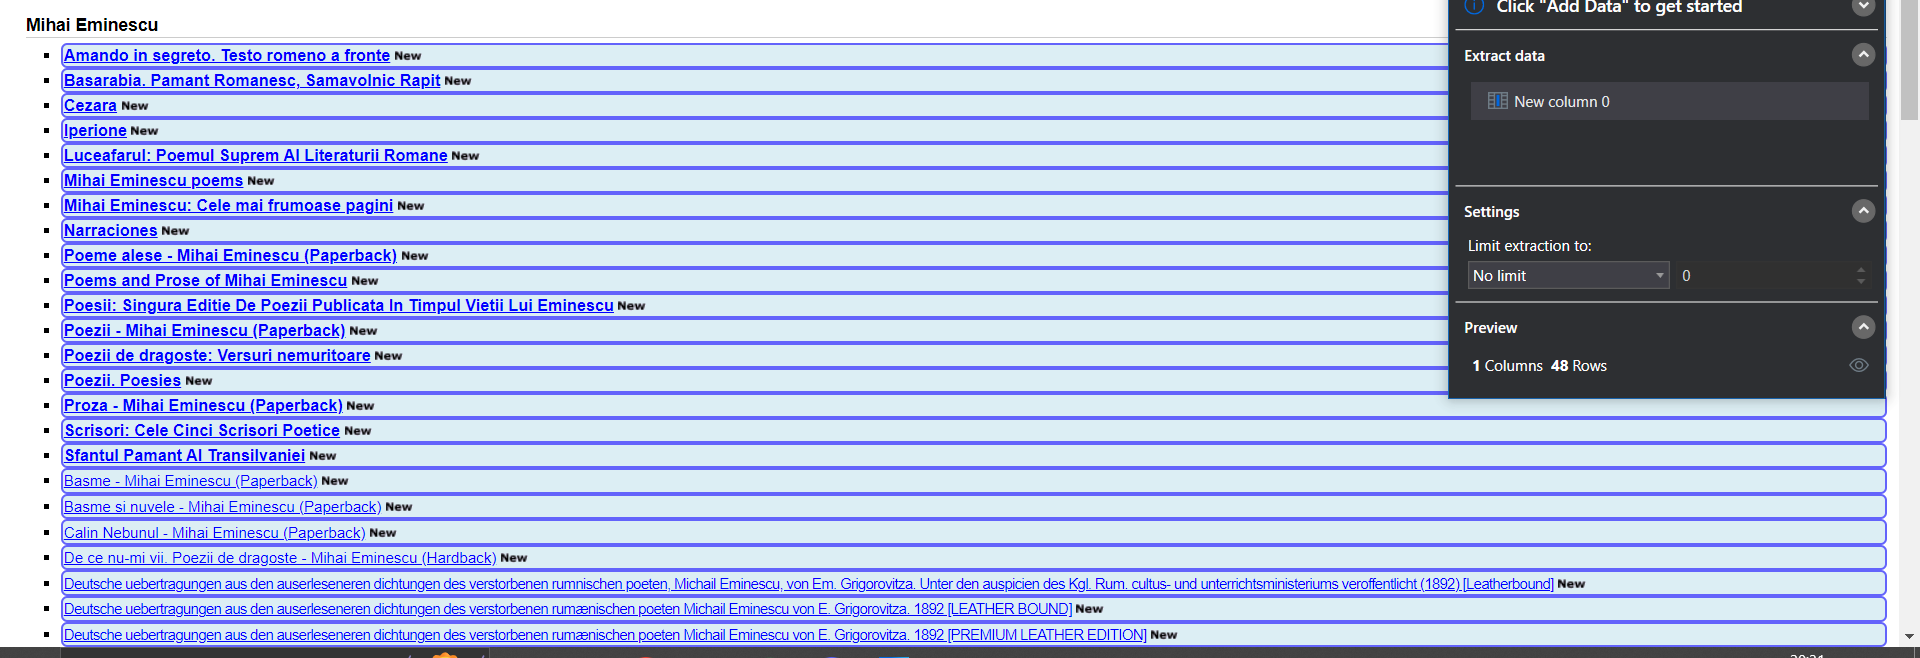 Mihai Eminescu
Amando in segreto. Testo romeno a fronte New
Basarabia. Pamant Romanesc, Samavolnic Rapit New
Cezara New
Iperione New
Luceafarul: Poemul Suprem Al Literaturii Romane New
Mihai Eminescu poems New
Mihai Eminescu: Cele mai frumoase pagini New
Narraciones New
Poeme alese - Mihai Eminescu (Paperback) New
Poems and Prose of Mihai Eminescu New
Poesii: Singura Editie De Poezii Publicata In Timpul Vietii Lui Eminescu New
Poezii - Mihai Eminescu (Paperback) New
Poezii de dragoste: Versuri nemuritoare New
Poezii. Poesies New
Proza - Mihai Eminescu (Paperback) New
Scrisori: Cele Cinci Scrisori Poetice New
Sfantul Pamant Al Transilvaniei New
Basme - Mihai Eminescu (Paperback) New
Basme si nuvele - Mihai Eminescu (Paperback) New
Calin Nebunul - Mihai Eminescu (Paperback) New
De ce nu-mi vii. Poezii de dragoste - Mihai Eminescu (Hardback) New
Deutsche uebertragungen aus den auserleseneren dichtungen des verstorbenen rumnischen poeten, Michail Eminescu, von Em. Grigorovitza. Unter den auspicien des Kgl. Rum. cultus- und unterrichtsministeriums veroffentlicht (1892) [Leatherbound] New
Deutsche uebertragungen aus den auserleseneren dichtungen des verstorbenen rumænischen poeten Michail Eminescu von E. Grigorovitza. 1892 [LEATHER BOUND] New
Deutsche uebertragungen aus den auserleseneren dichtungen des verstorbenen rumænischen poeten Michail Eminescu von E. Grigorovitza. 1892 [PREMIUM LEATHER EDITION] New
Click "Add Data" to get started
Extract data
New column 0
Settings
Limit extraction to:
No limit 0
Preview
1 Columns 48 Rows